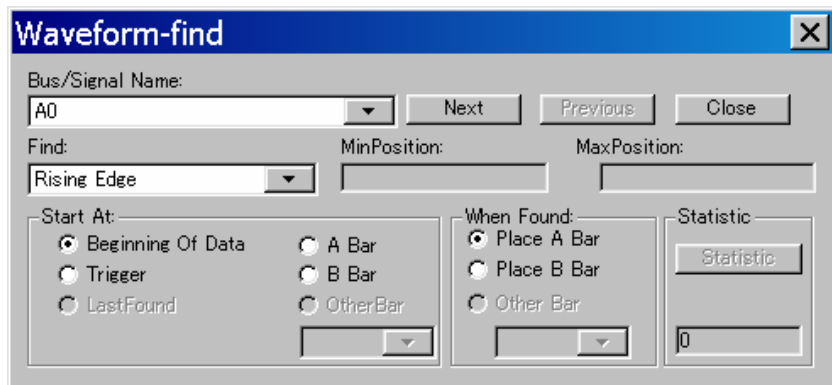 Waveform-find
Bus/Signal Name:
A0
Next
Previous
Close
Find:
MinPosition:
MaxPosition:
Rising Edge
Start At:
When Found:
Statistic
Beginning Of Data
A Bar
Place A Bar
Trigger
B Bar
Place B Bar
Statistic
LastFound
OtherBar
Other Bar
0